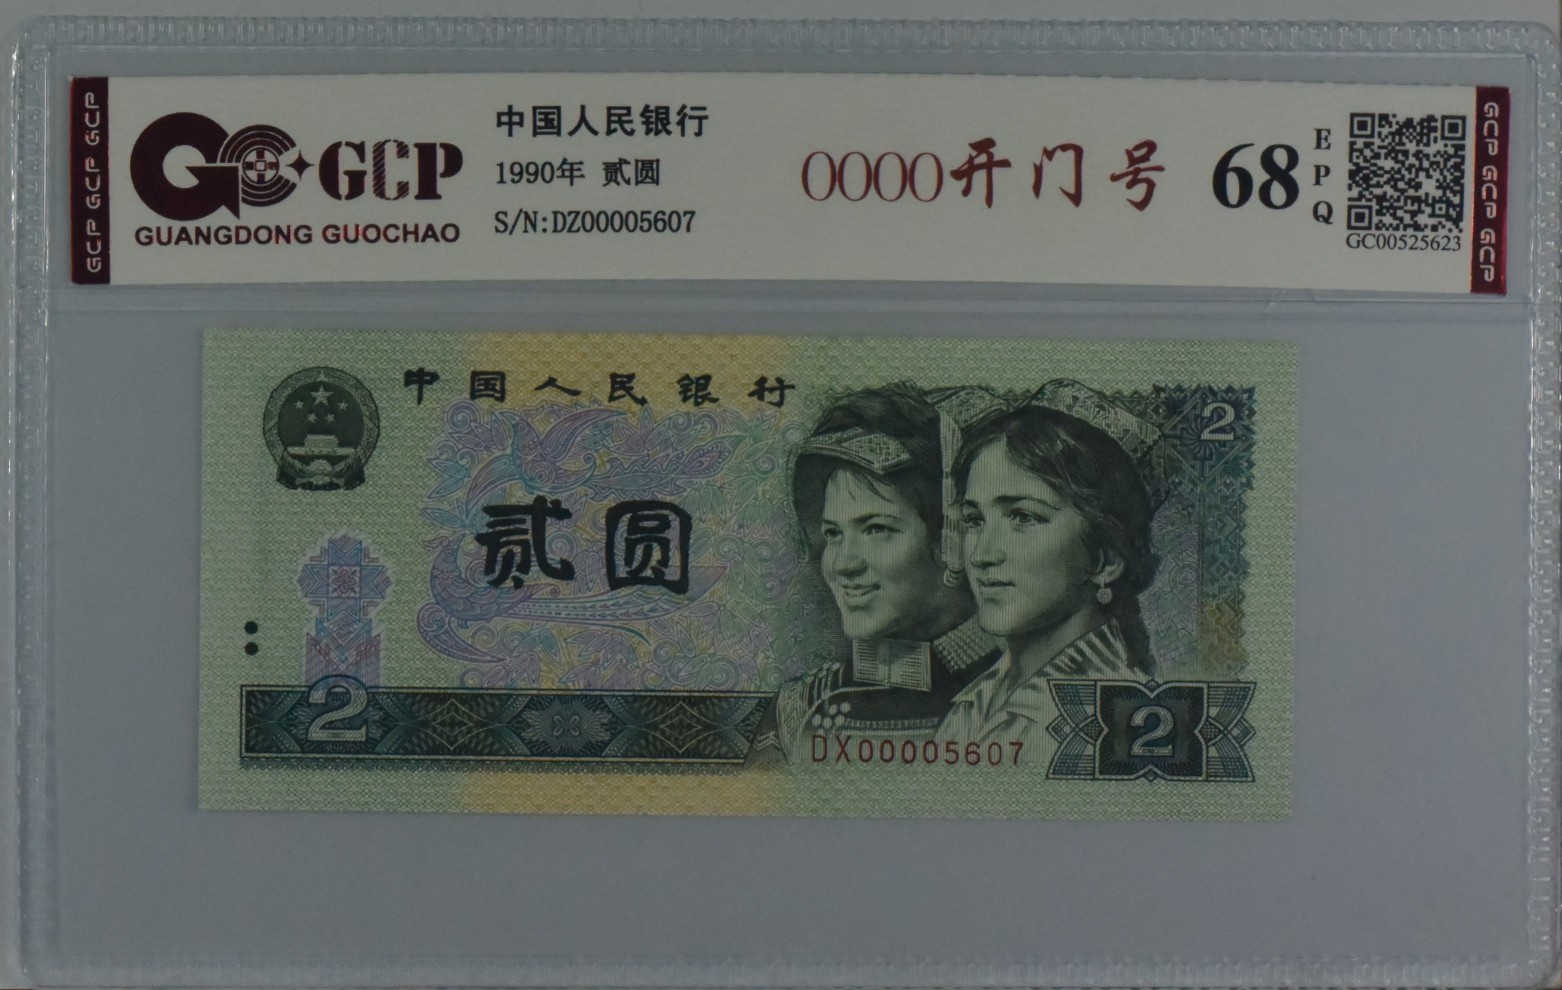 GCP GCP GCP
GCP
GUANGDONG GUOCHAO
中国人民银行
1990年 贰圆
S/N:DZ00005607
0000开门号
68
EPQ
GC00525623
GCP GCP GCP
中国人民银行
2
贰圆
2
DX00005607
2